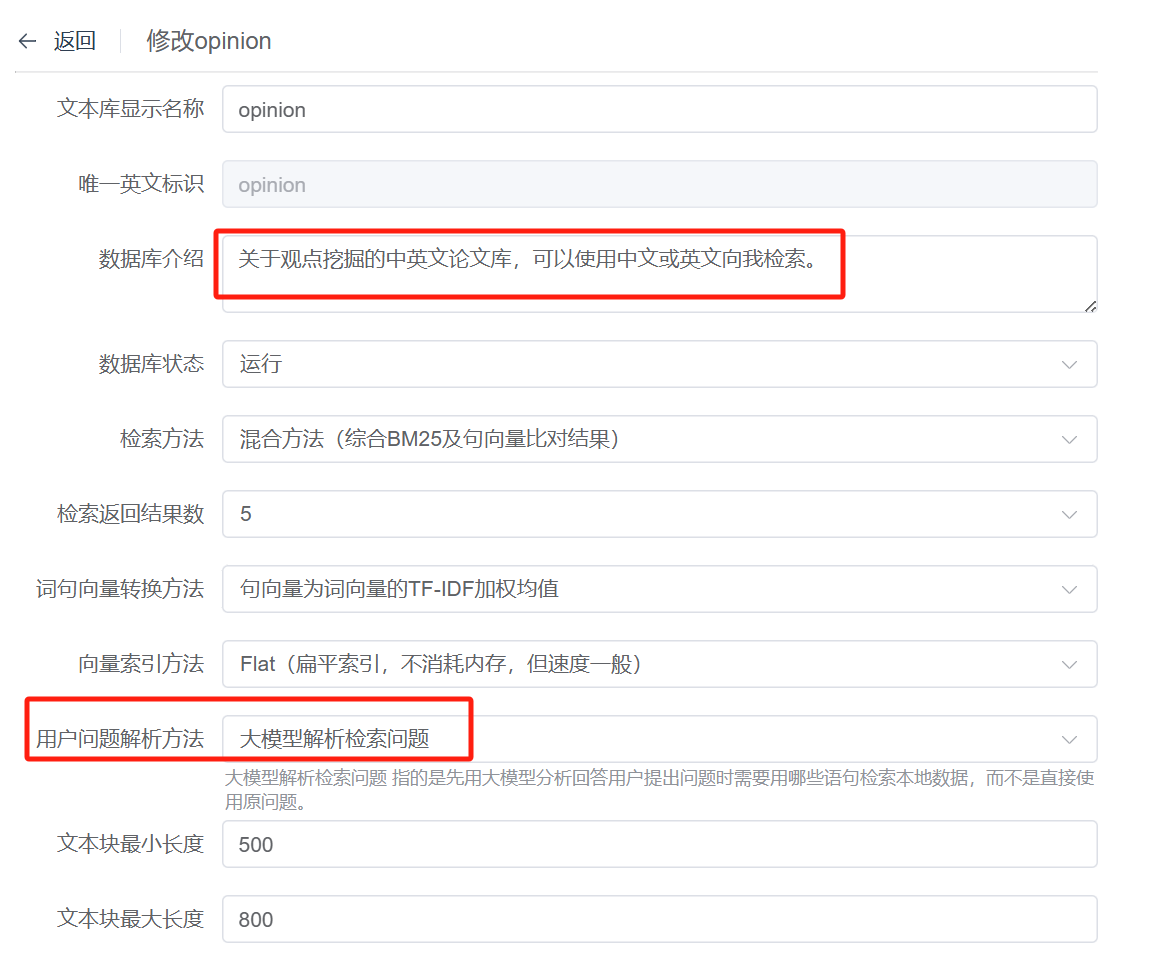 返回 修改opinion
文本库显示名称 opinion
唯一英文标识 opinion
数据库介绍 关于观点挖掘的中英文论文库，可以使用中文或英文向我检索。
数据库状态 运行
检索方法 混合方法（综合BM25及句向量比对结果）
检索返回结果数 5
词句向量转换方法 句向量为词向量的TF-IDF加权均值
向量索引方法 Flat（扁平索引，不消耗内存，但速度一般）
用户问题解析方法 大模型解析检索问题
大模型解析检索问题 指的是先用大模型分析回答用户提出问题时需要用哪些语句检索本地数据，而不是直接使
用原问题。
文本块最小长度 500
文本块最大长度 800